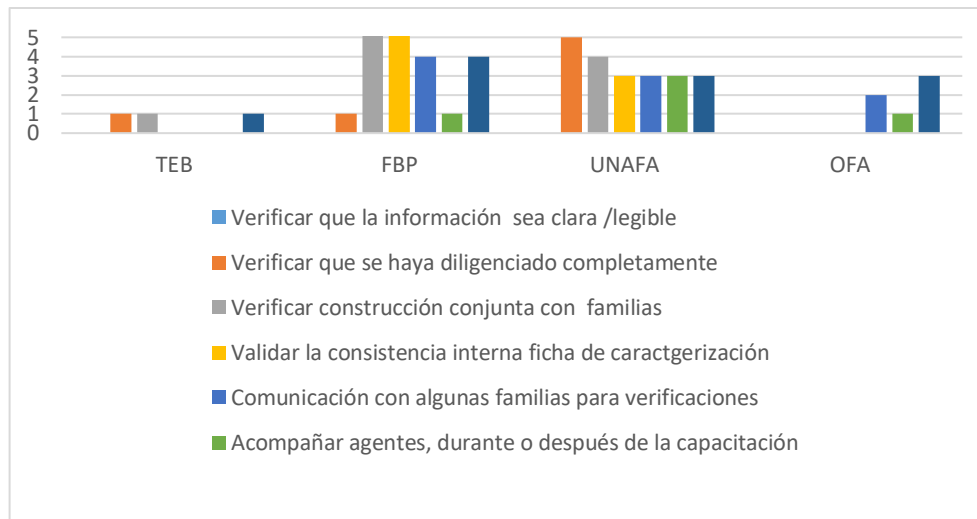 5
4
3
2
1
0
TEB FBP UNAFA OFA
Verificar que la información sea clara /legible
Verificar que se haya diligenciado completamente
Verificar construcción conjunta con familias
Validar la consistencia interna ficha de caractgerización
Comunicación con algunas familias para verificaciones
Acompañar agentes, durante o después de la capacitación